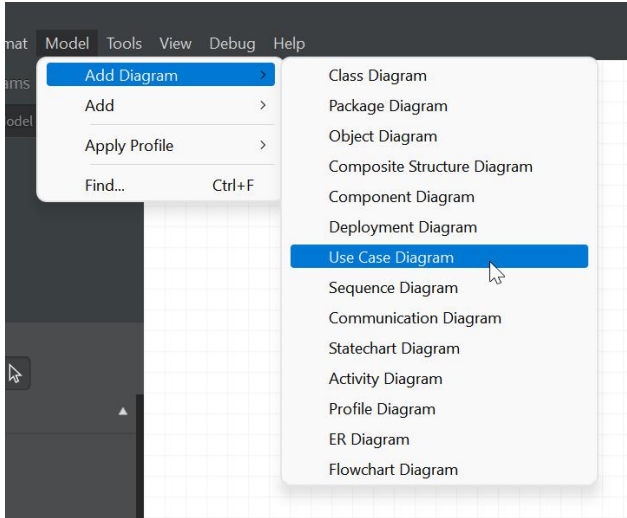 mat Model Tools View Debug Help
ams
odel
Add Diagram
Add
Apply Profile
Find... Ctrl+F
Class Diagram
Package Diagram
Object Diagram
Composite Structure Diagram
Component Diagram
Deployment Diagram
Use Case Diagram
Sequence Diagram
Communication Diagram
Statechart Diagram
Activity Diagram
Profile Diagram
ER Diagram
Flowchart Diagram